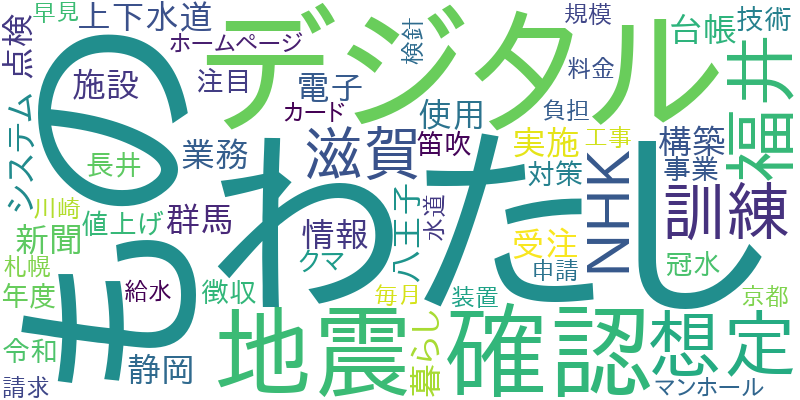 早見
上下水道
ホームページ
点検
施設
注目
電子
カード
検針
デジタル
規模
料金
負担
台帳
技術
福井
もの
わたし
システム
業務
滋賀
使用
笛吹
実施
工事
構築
事業
対策
NHK
訓練
長井
川崎
値上げ
新聞
群馬
情報
八王子
水道
受注
申請
冠水
札幌
年度
クマ
給水
徴収
毎月
装置
京都
令和
静岡
地震
暮らし
確認
想定
請求
マンホール